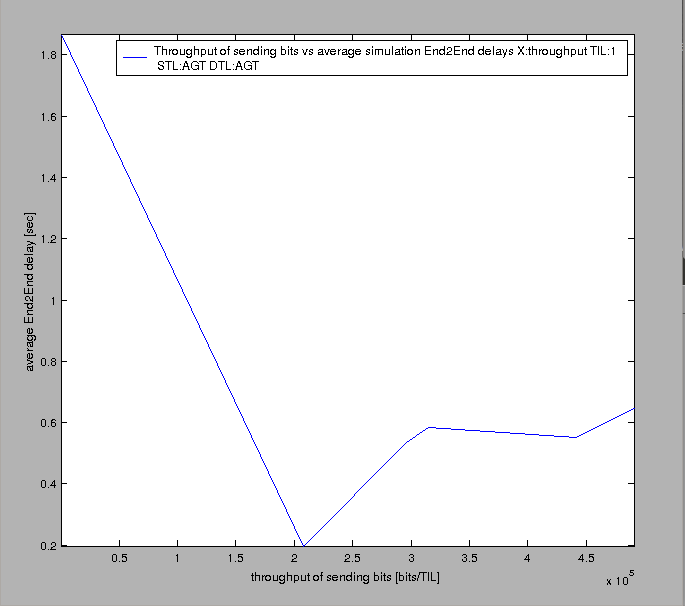 Throughput of sending bits vs average simulation End2End delays X:throughput TIL:1
STL:AGT DTL:AGT
1.8
1.6
1.4
1.2
1
0.8
0.6
0.4
0.2
average End2End delay [sec]
0.5 1 1.5 2 2.5 3 3.5 4 4.5
throughput of sending bits [bits/TIL]
x 10^5